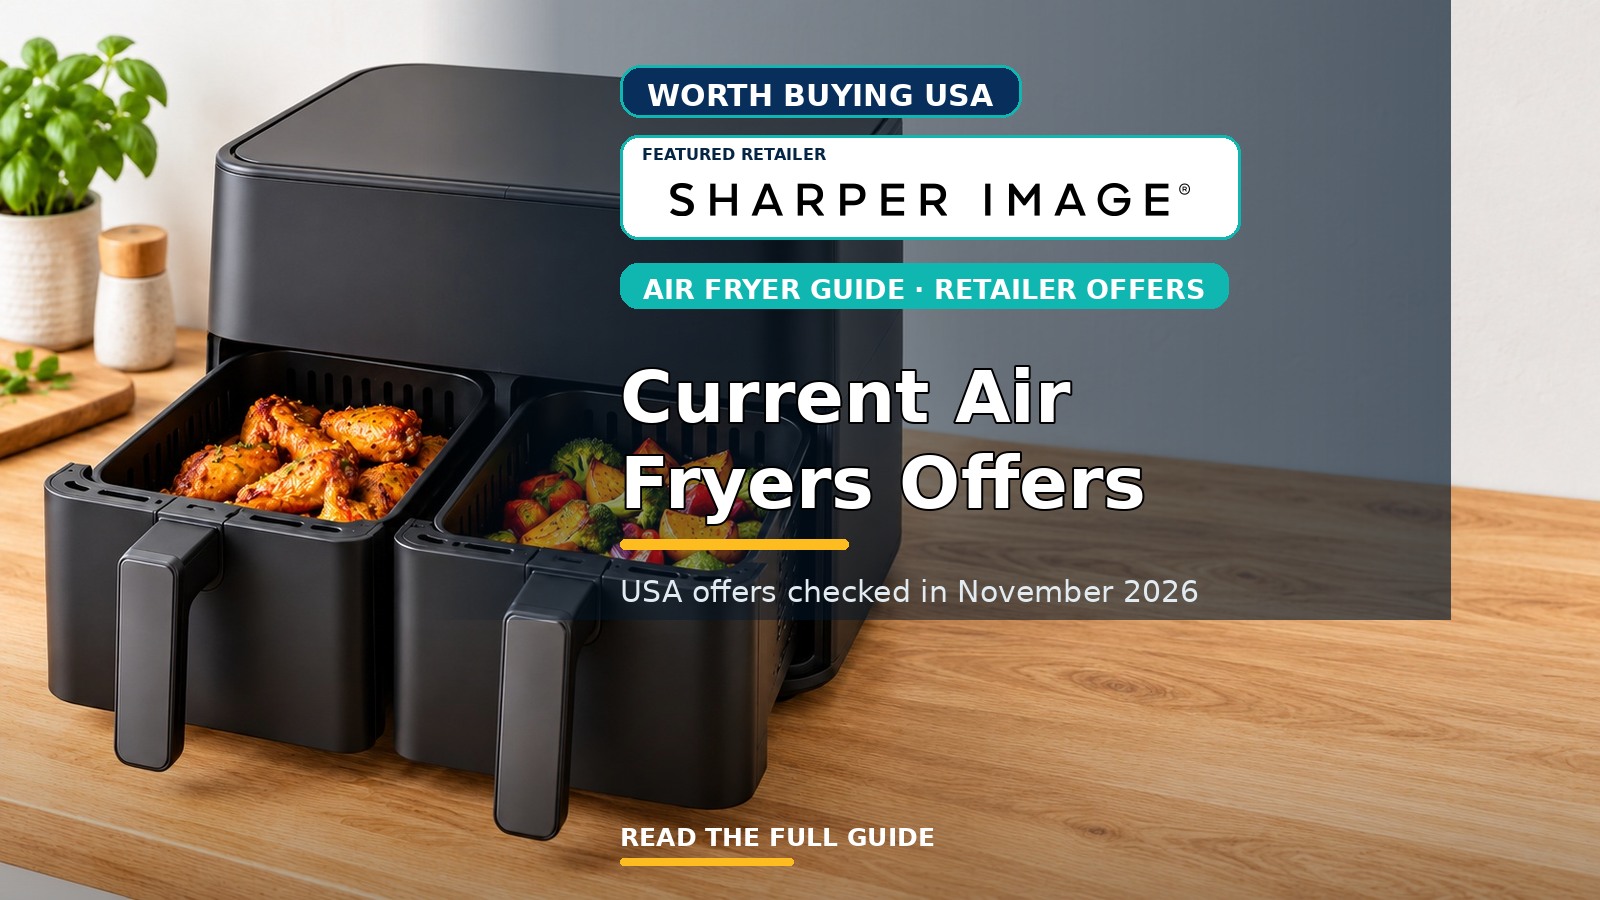 WORTH BUYING USA
FEATURED RETAILER
SHARPER IMAGE®
AIR FRYER GUIDE · RETAILER OFFERS
Current Air
Fryers Offers
USA offers checked in November 2026
READ THE FULL GUIDE